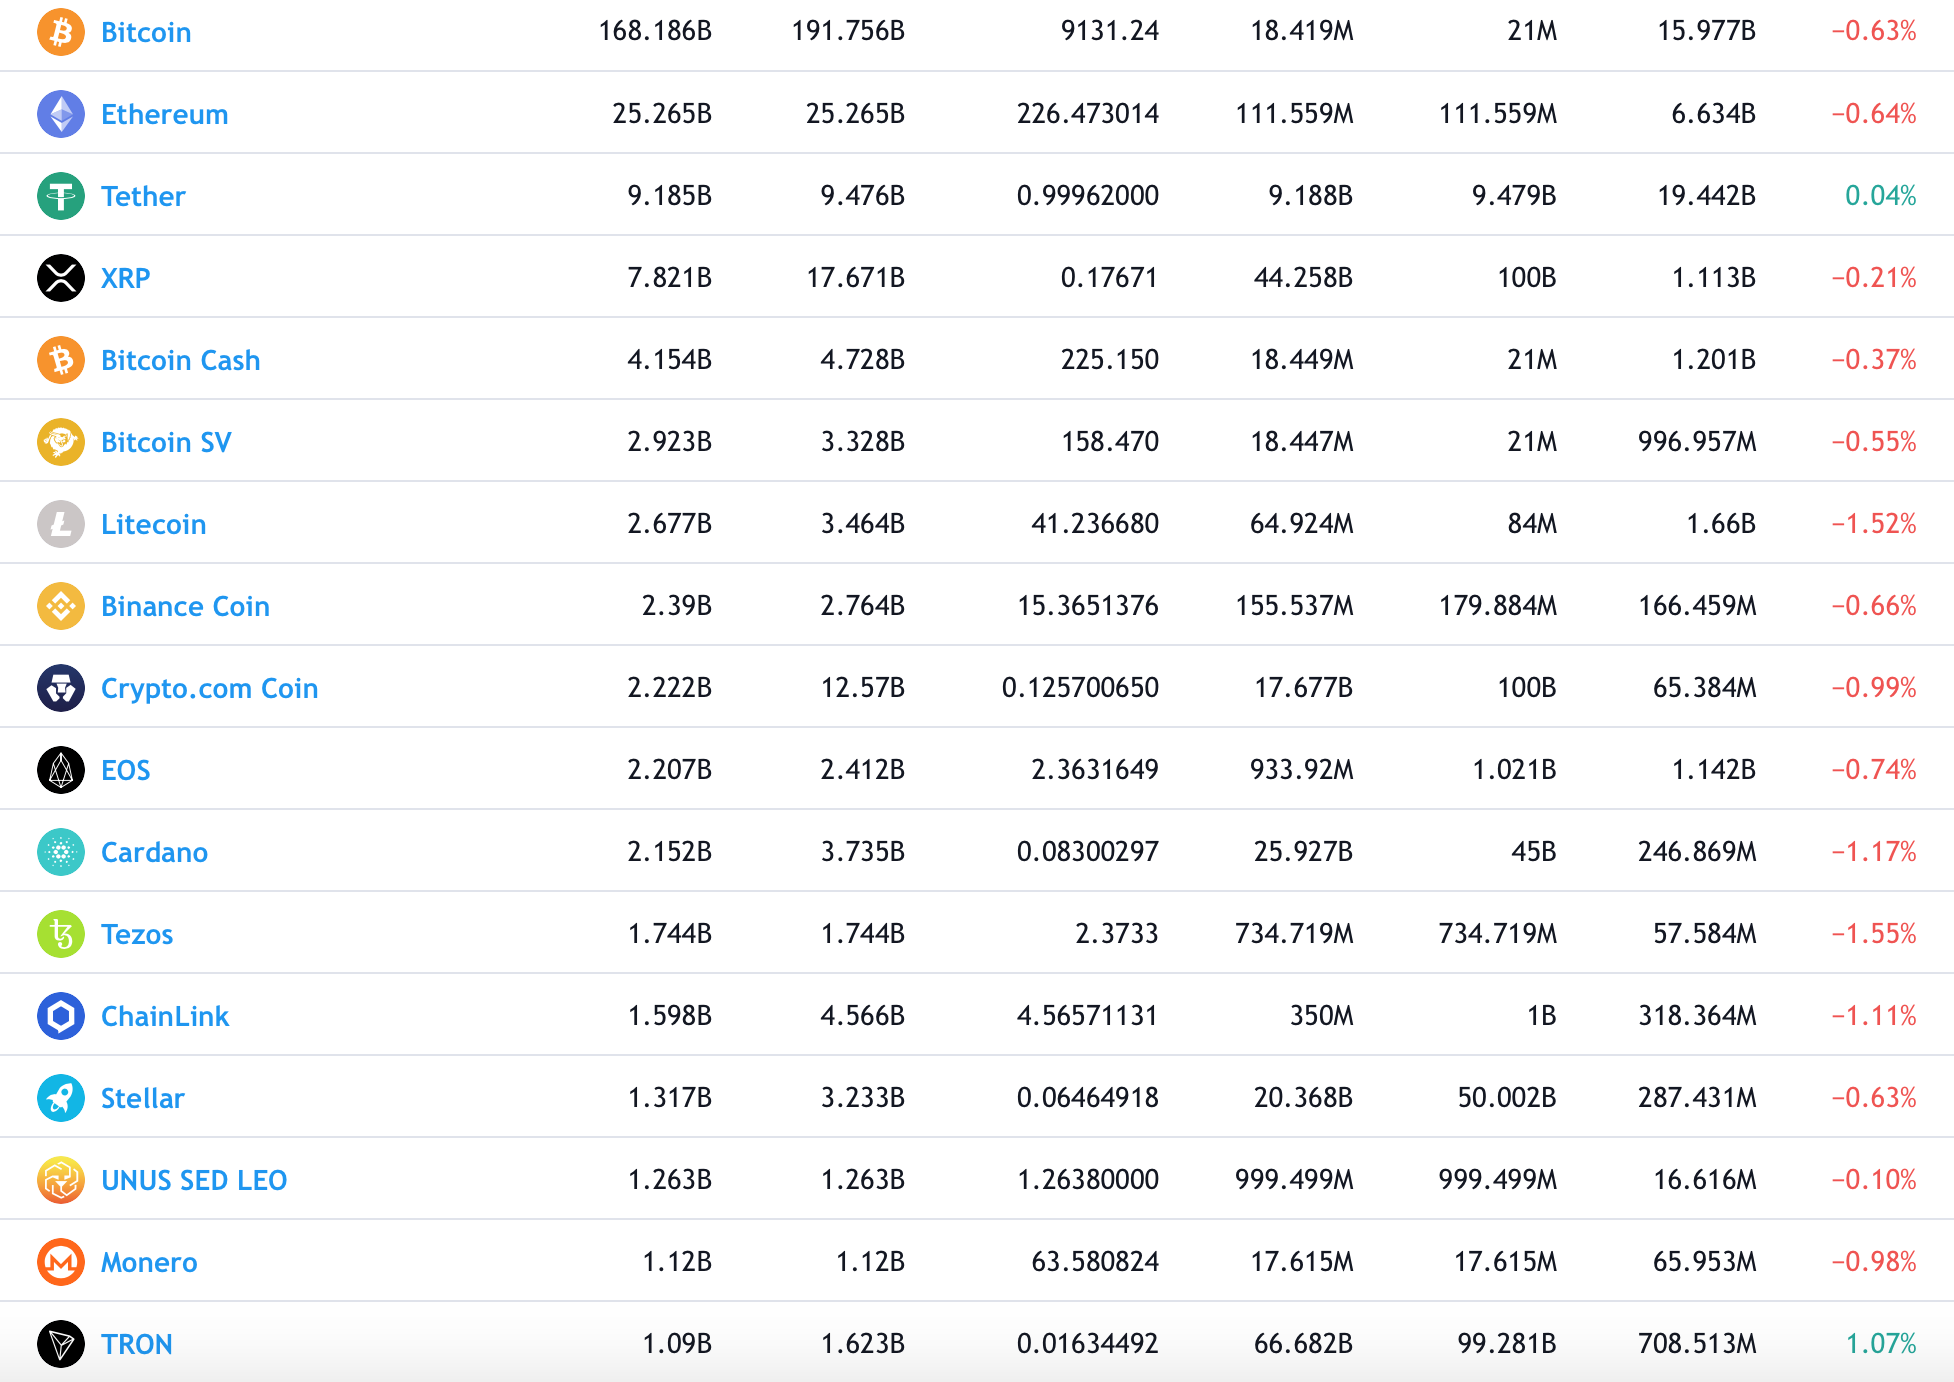 Bitcoin 168.186B 191.756B 9131.24 18.419M 21M 15.977B −0.63%
Ethereum 25.265B 25.265B 226.473014 111.559M 111.559M 6.634B −0.64%
Tether 9.185B 9.476B 0.99962000 9.188B 9.479B 19.442B 0.04%
XRP 7.821B 17.671B 0.17671 44.258B 100B 1.113B −0.21%
Bitcoin Cash 4.154B 4.728B 225.150 18.449M 21M 1.201B −0.37%
Bitcoin SV 2.923B 3.328B 158.470 18.447M 21M 996.957M −0.55%
Litecoin 2.677B 3.464B 41.236680 64.924M 84M 1.66B −1.52%
Binance Coin 2.39B 2.764B 15.3651376 155.537M 179.884M 166.459M −0.66%
Crypto.com Coin 2.222B 12.57B 0.125700650 17.677B 100B 65.384M −0.99%
EOS 2.207B 2.412B 2.3631649 933.92M 1.021B 1.142B −0.74%
Cardano 2.152B 3.735B 0.08300297 25.927B 45B 246.869M −1.17%
Tezos 1.744B 1.744B 2.3733 734.719M 734.719M 57.584M −1.55%
ChainLink 1.598B 4.566B 4.56571131 350M 1B 318.364M −1.11%
Stellar 1.317B 3.233B 0.06464918 20.368B 50.002B 287.431M −0.63%
UNUS SED LEO 1.263B 1.263B 1.26380000 999.499M 999.499M 16.616M −0.10%
Monero 1.12B 1.12B 63.580824 17.615M 17.615M 65.953M −0.98%
TRON 1.09B 1.623B 0.01634492 66.682B 99.281B 708.513M 1.07%